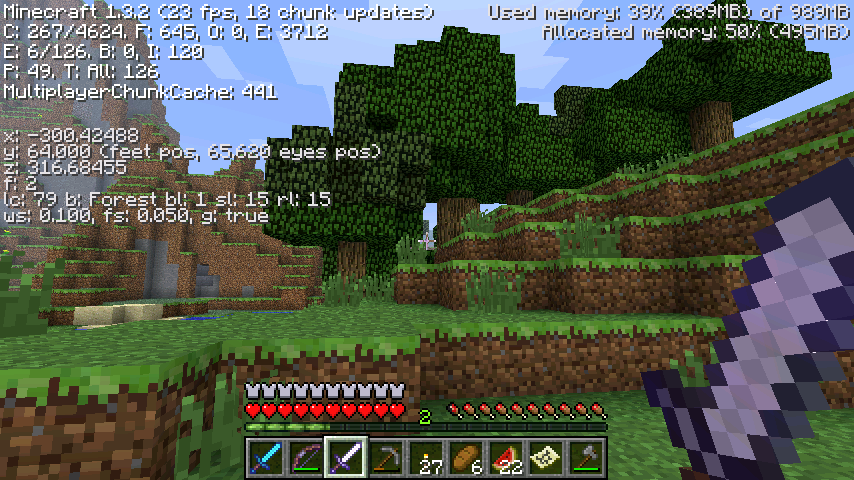 Minecraft 1.3.2 (23 fps, 18 chunk updates)
C: 267/4624, F: 645, O: 0, E: 3712
E: 6/126, B: 0, I: 120
P: 49, T: All: 126
MultiplayerChunkCache: 441
x: -300.42488
y: 64.000 (feet pos, 65.620 eyes pos)
z: 316.68455
f: 2
lc: 79 b: Forest bl: 1 sl: 15 rl: 15
ws: 0.100, fs: 0.050, g: true
Used memory: 39% (389MB) of 989MB
Allocated memory: 50% (495MB)
2
27 6 22